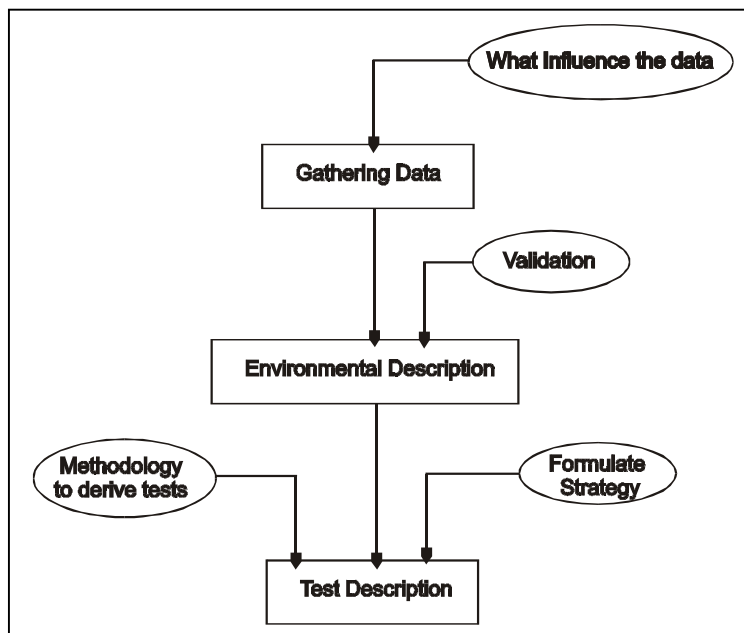 What Influence the data
Gathering Data
Validation
Environmental Description
Methodology
to derive tests
Formulate
Strategy
Test Description